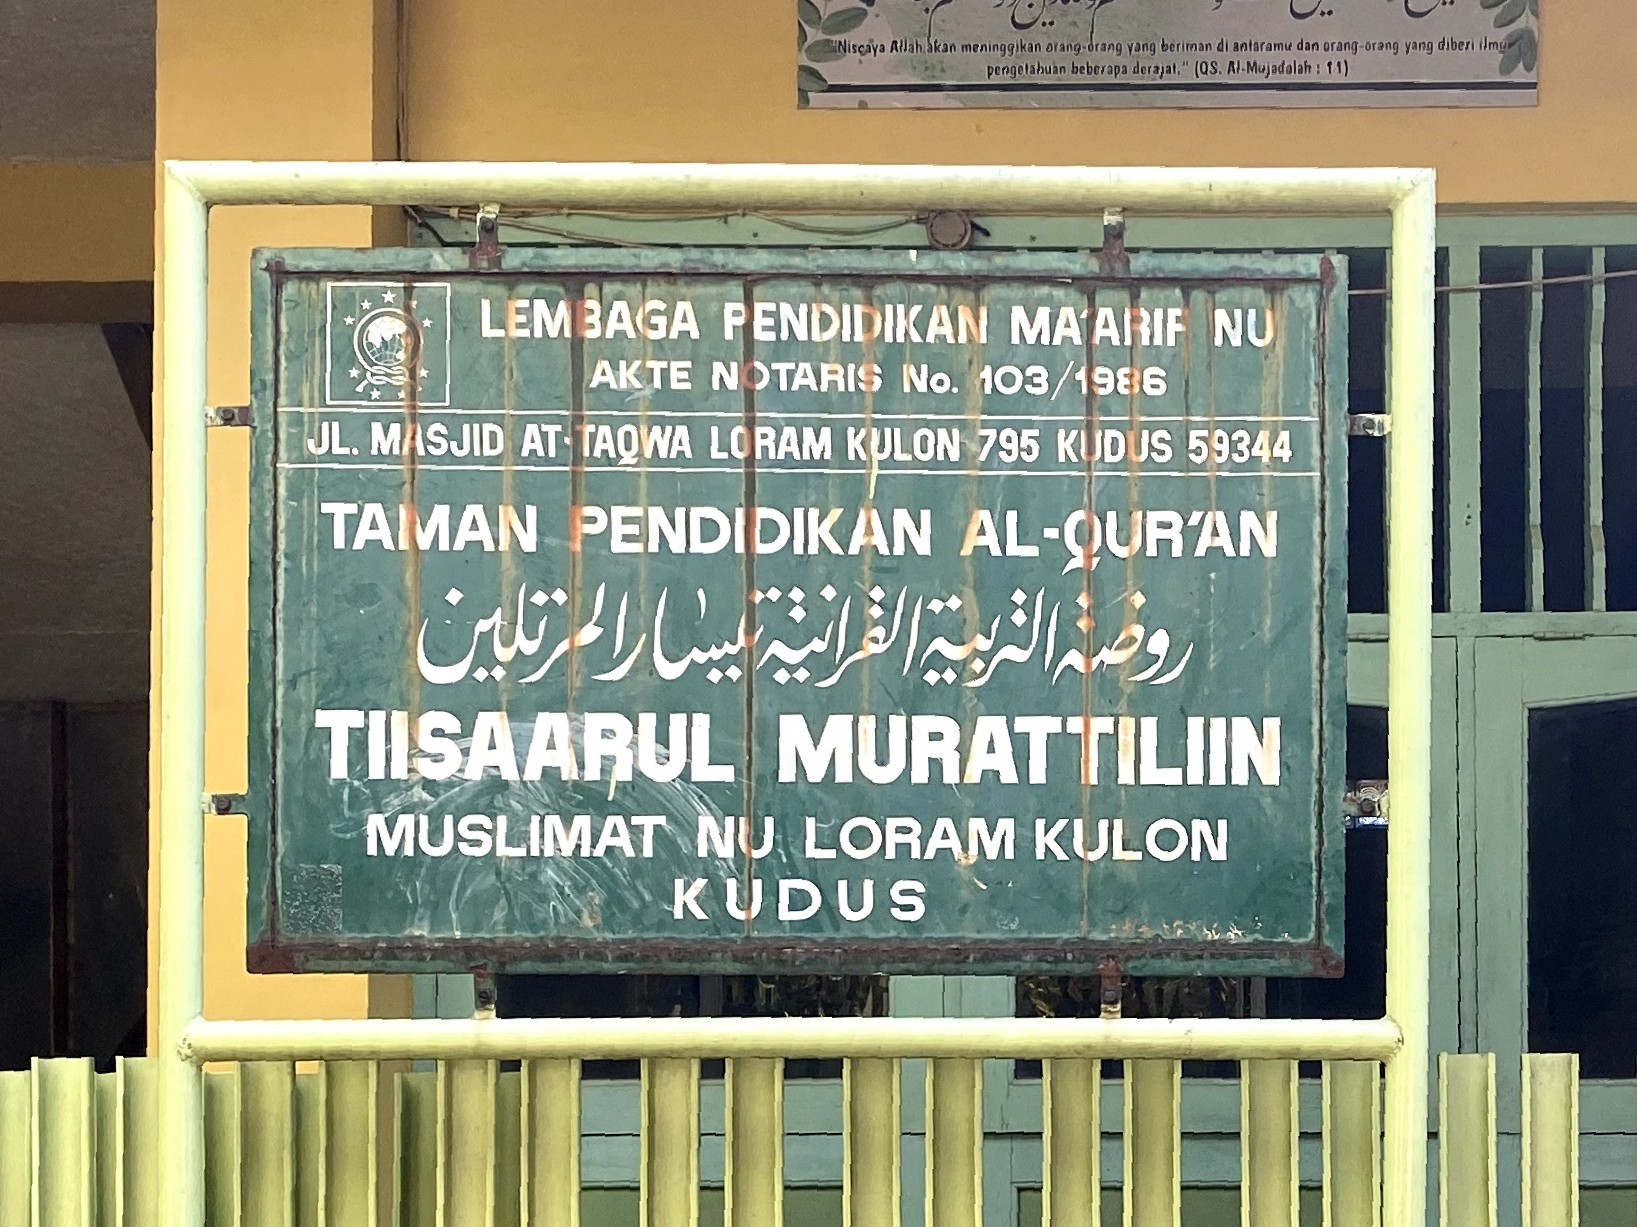 "Niscaya Allah akan meninggikan orang-orang yang beriman di antaramu dan orang-orang yang diberi ilmu
pengetahuan beberapa derajat," (QS. Al-Mujadalah : 11)
LEMBAGA PENDIDIKAN MA'ARIF NU
AKTE NOTARIS No. 103/1986
JL. MASJID AT-TAQWA LORAM KULON 795 KUDUS 59344
TAMAN PENDIDIKAN AL-QUR'AN
روضة التربية القرانية تيسار المرتلين
TIISAARUL MURATTILIIN
MUSLIMAT NU LORAM KULON
KUDUS